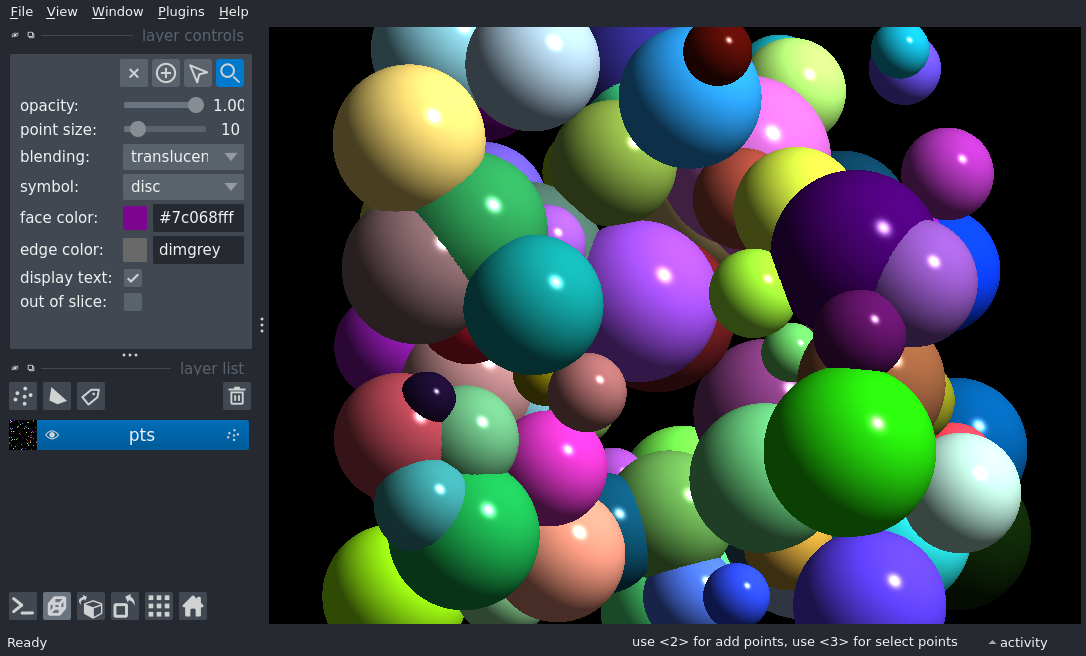 File View Window Plugins Help
layer controls
opacity: 1.00
point size: 10
blending: translucen
symbol: disc
face color: #7c068fff
edge color: dimgrey
display text:
out of slice:
layer list
pts
Ready
use <2> for add points, use <3> for select points
activity